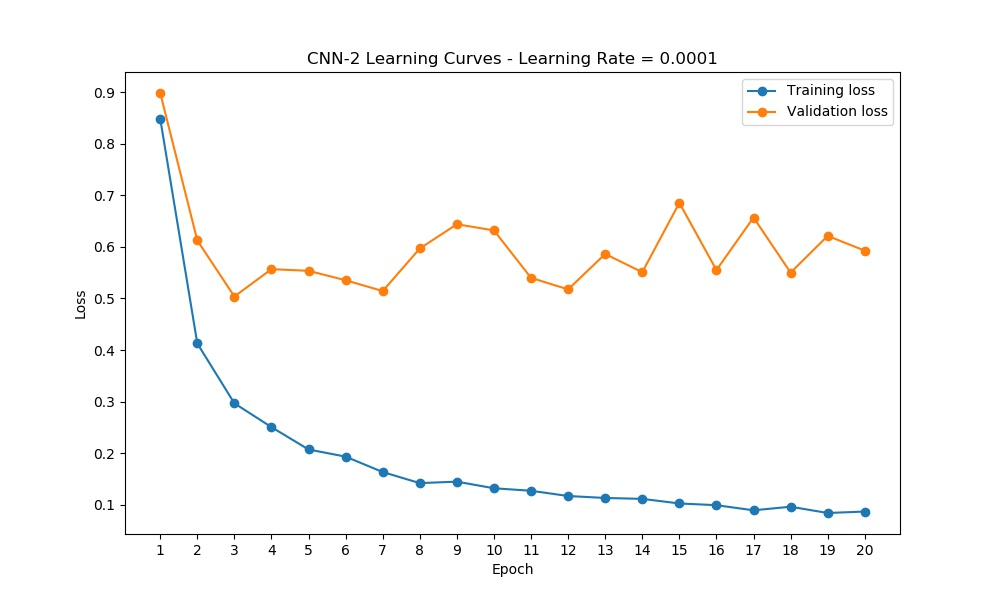 CNN-2 Learning Curves - Learning Rate = 0.0001
Training loss
Validation loss
0.9
0.8
0.7
0.6
0.5
0.4
0.3
0.2
0.1
Loss
1 2 3 4 5 6 7 8 9 10 11 12 13 14 15 16 17 18 19 20
Epoch